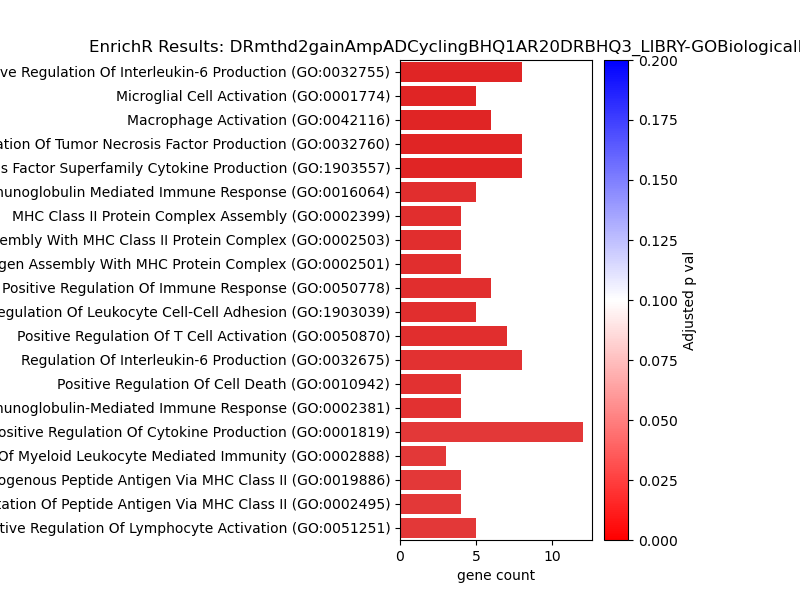 EnrichR Results: DRmthd2gainAmpADCyclingBHQ1AR20DRBHQ3_LIBRY-GOBiological
ve Regulation Of Interleukin-6 Production (GO:0032755)
Microglial Cell Activation (GO:0001774)
Macrophage Activation (GO:0042116)
ation Of Tumor Necrosis Factor Production (GO:0032760)
s Factor Superfamily Cytokine Production (GO:1903557)
munoglobulin Mediated Immune Response (GO:0016064)
MHC Class II Protein Complex Assembly (GO:0002399)
embly With MHC Class II Protein Complex (GO:0002503)
gen Assembly With MHC Protein Complex (GO:0002501)
Positive Regulation Of Immune Response (GO:0050778)
egulation Of Leukocyte Cell-Cell Adhesion (GO:1903039)
Positive Regulation Of T Cell Activation (GO:0050870)
Regulation Of Interleukin-6 Production (GO:0032675)
Positive Regulation Of Cell Death (GO:0010942)
munoglobulin-Mediated Immune Response (GO:0002381)
ositive Regulation Of Cytokine Production (GO:0001819)
Of Myeloid Leukocyte Mediated Immunity (GO:0002888)
ogenous Peptide Antigen Via MHC Class II (GO:0019886)
tation Of Peptide Antigen Via MHC Class II (GO:0002495)
tive Regulation Of Lymphocyte Activation (GO:0051251)
0 5 10
gene count
0.200
0.175
0.150
0.125
0.100
0.075
0.050
0.025
0.000
Adjusted p val